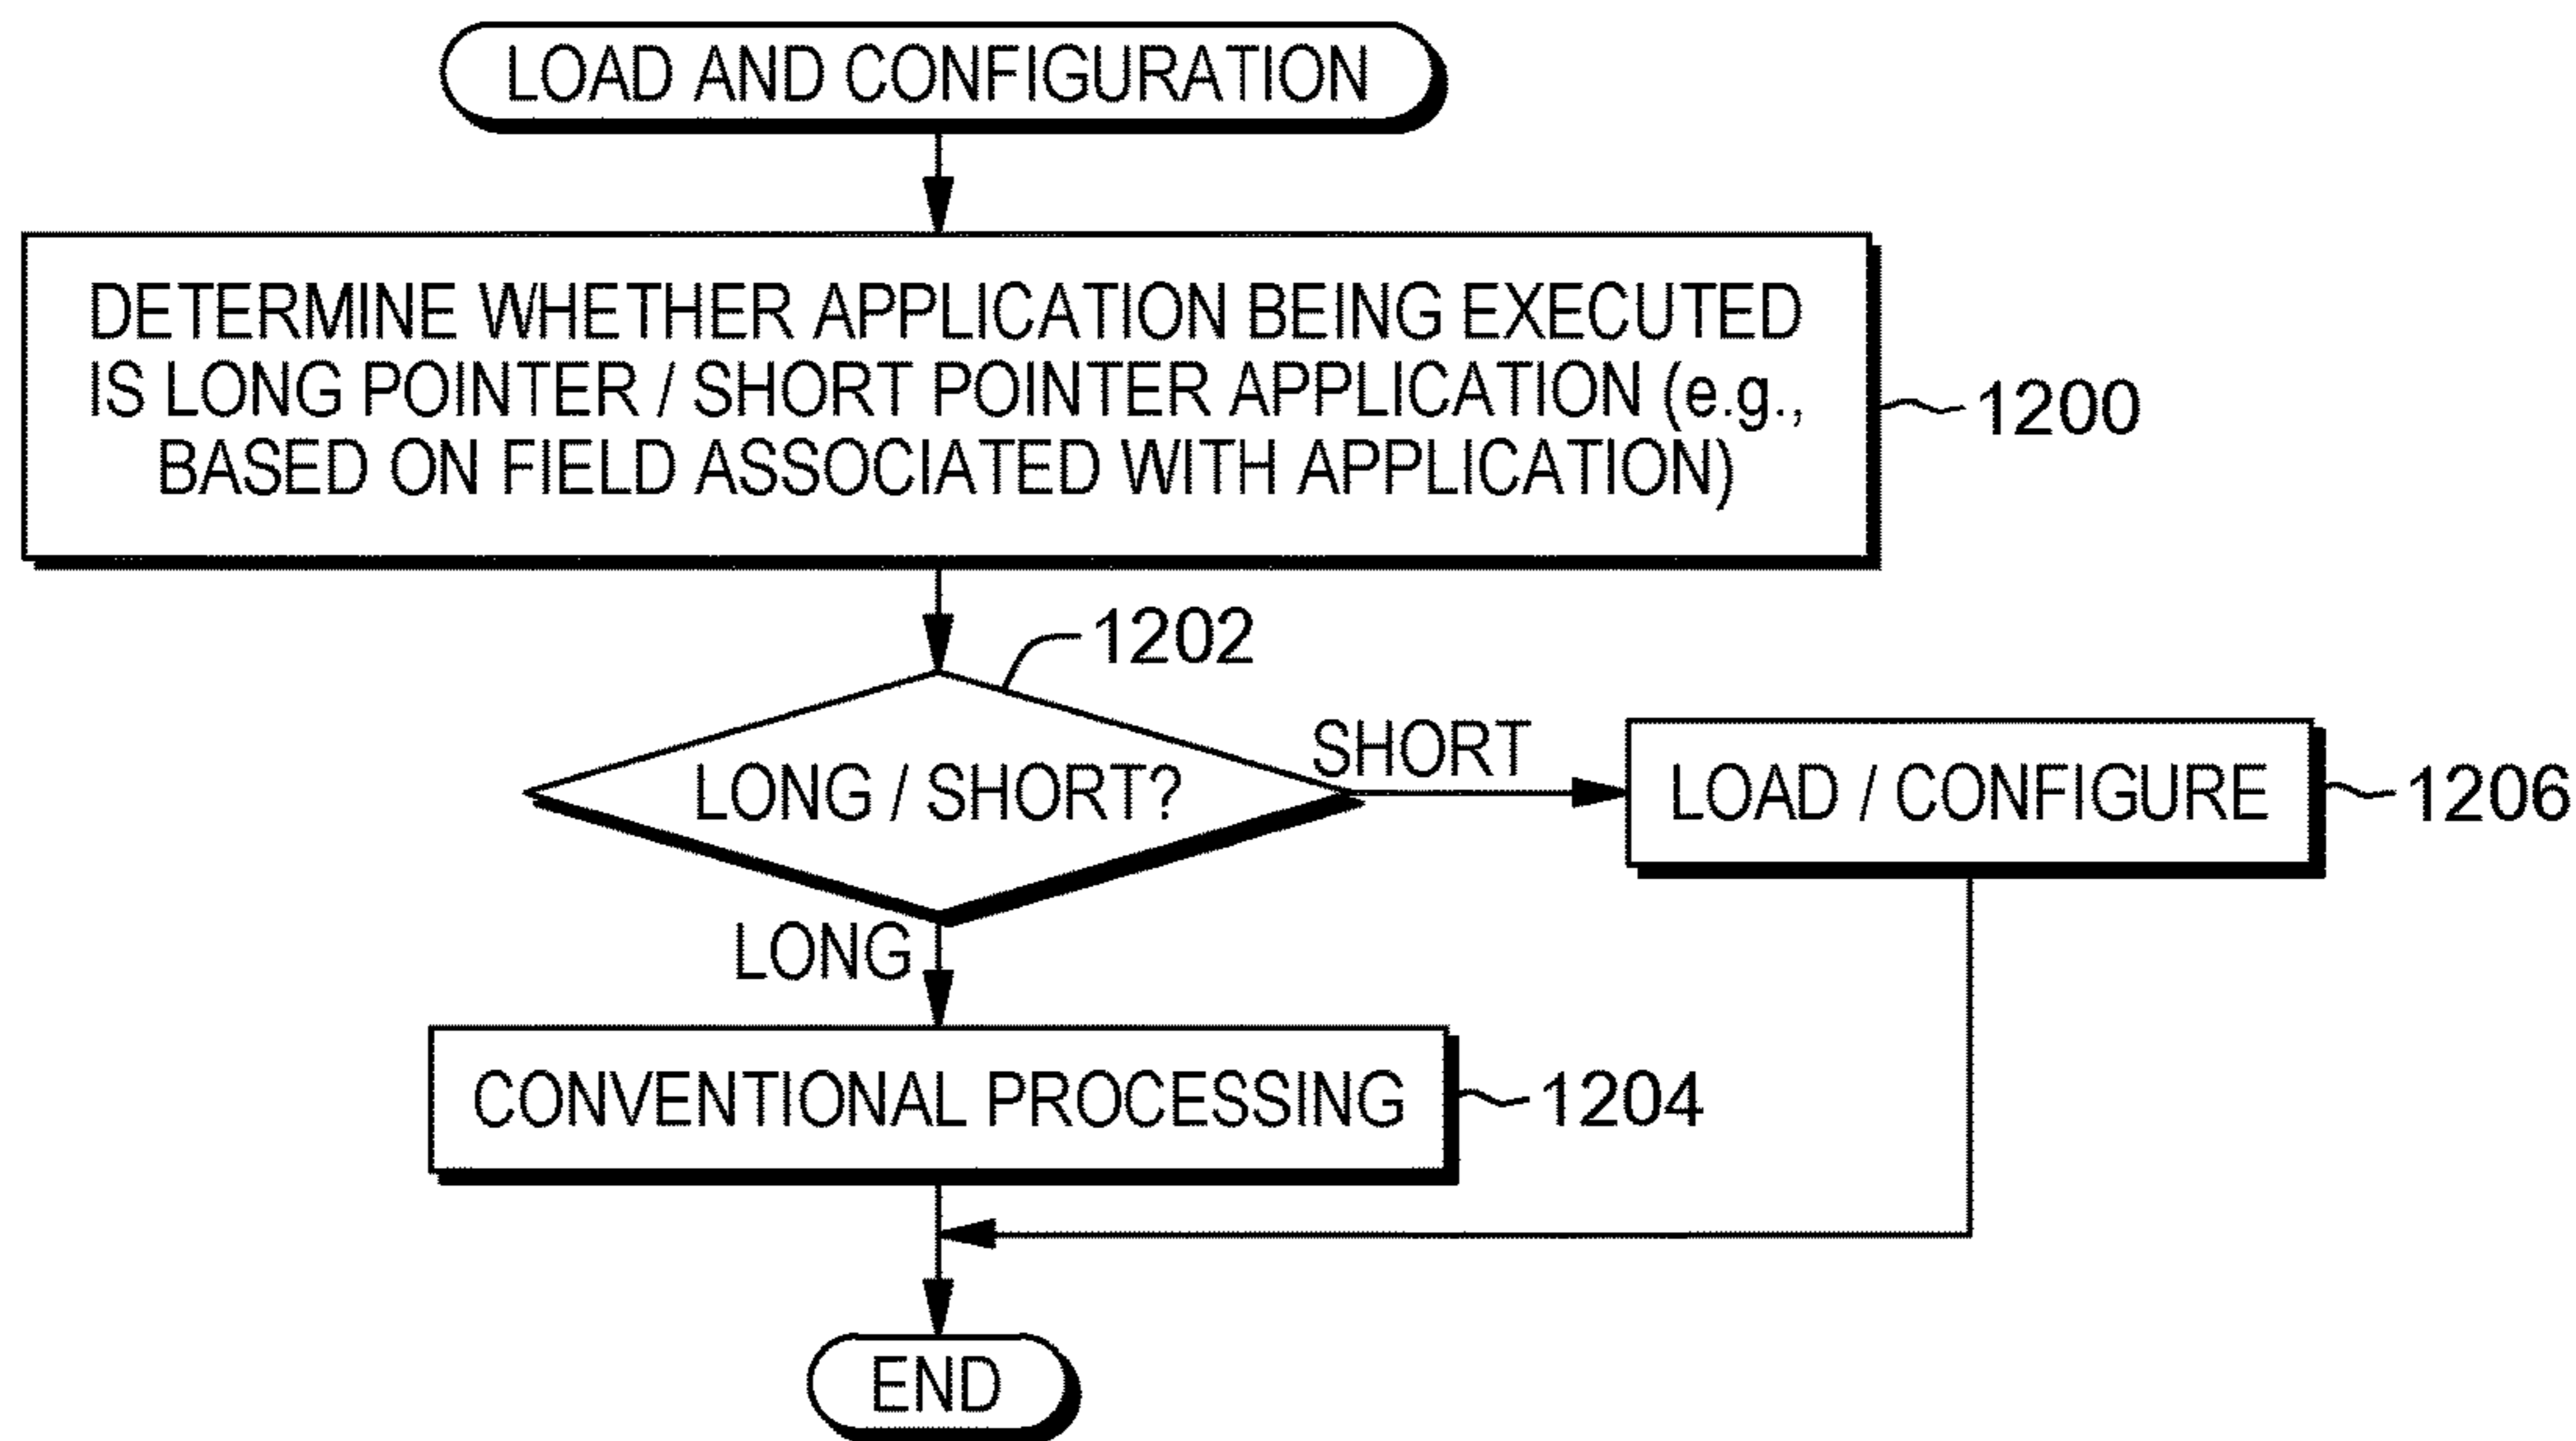 LOAD AND CONFIGURATION
DETERMINE WHETHER APPLICATION BEING EXECUTED
IS LONG POINTER / SHORT POINTER APPLICATION (e.g.,
BASED ON FIELD ASSOCIATED WITH APPLICATION)
1200
1202
LONG / SHORT?
SHORT
LOAD / CONFIGURE
1206
LONG
CONVENTIONAL PROCESSING
1204
END